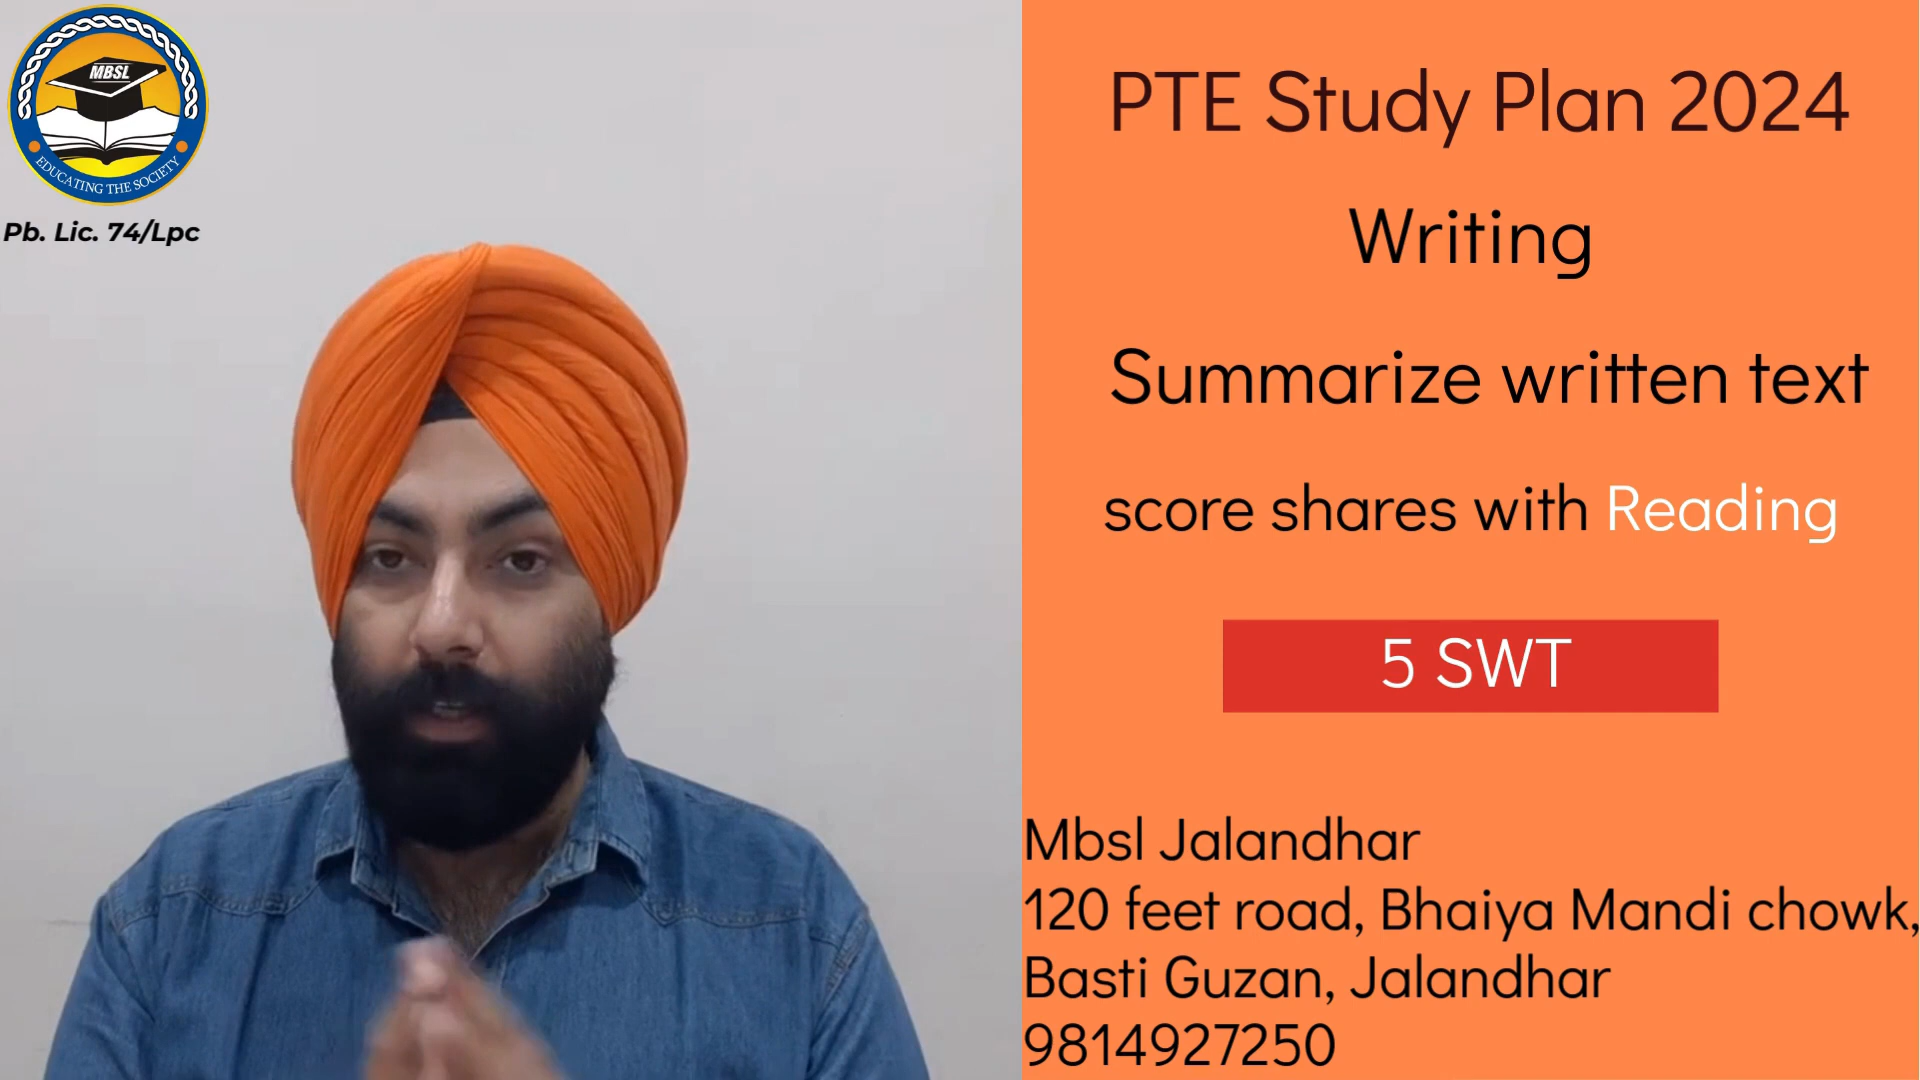 MBSL
EDUCATING THE SOCIETY
Pb. Lic. 74/Lpc
PTE Study Plan 2024
Writing
Summarize written text
score shares with Reading
5 SWT
Mbsl Jalandhar
120 feet road, Bhaiya Mandi chowk,
Basti Guzan, Jalandhar
9814927250